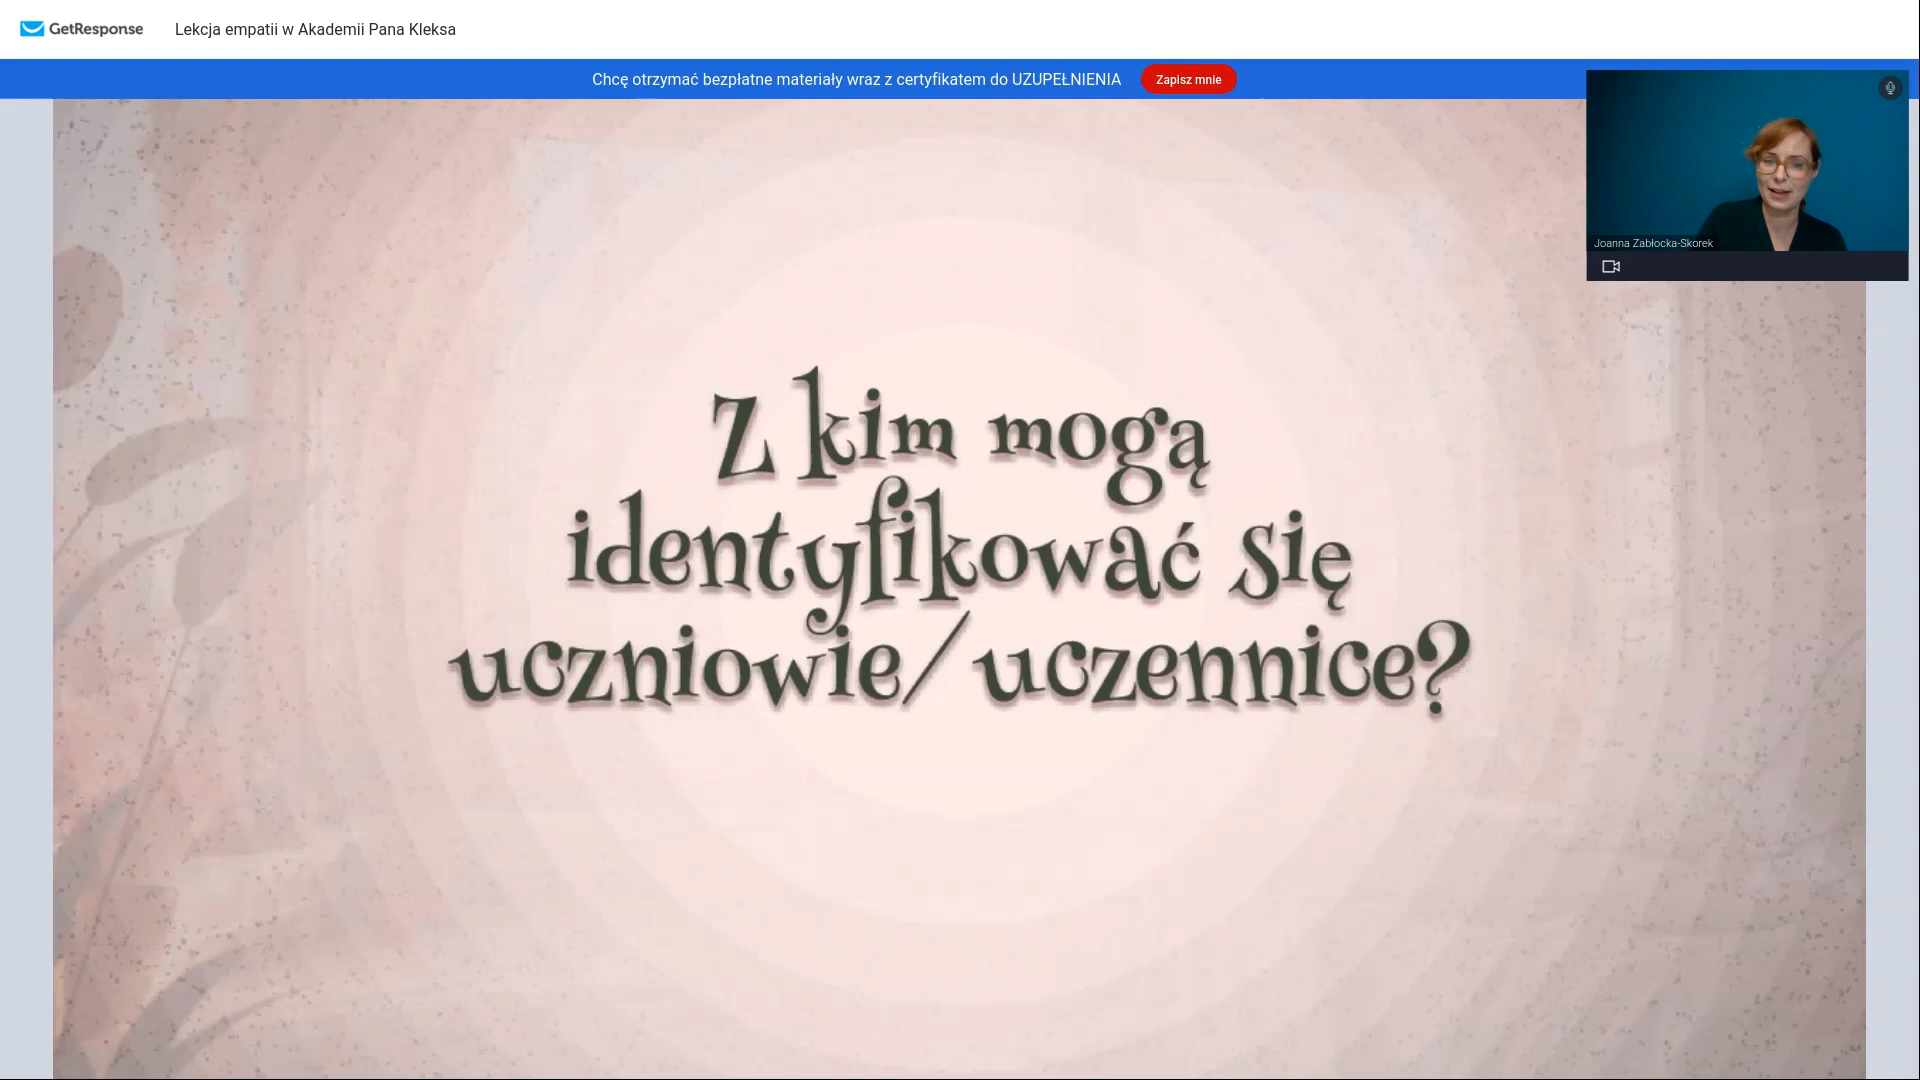 GetResponse
Lekcja empatii w Akademii Pana Kleksa
Chcę otrzymać bezpłatne materiały wraz z certyfikatem do UZUPEŁNIENIA
Zapisz mnie
Joanna Zabłocka-Skorek
Z kim mogą
identyfikować się
uczniowie/uczennice?